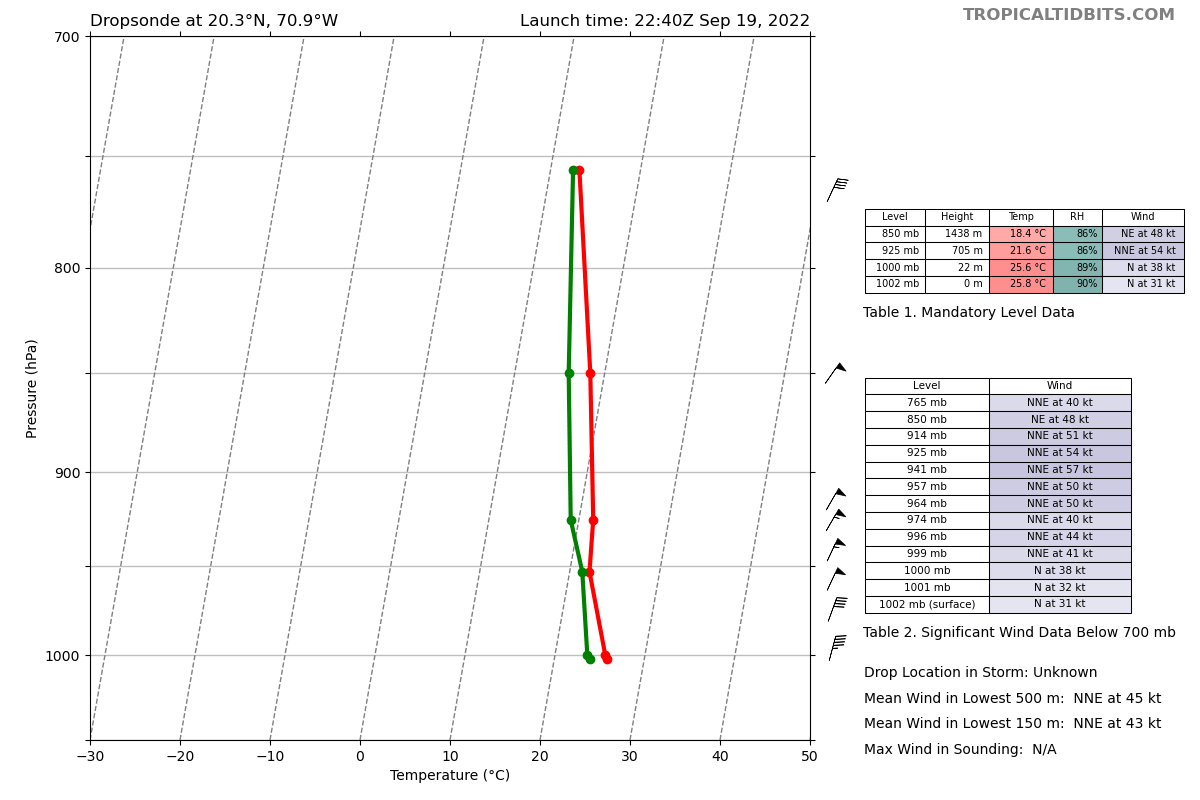 Dropsonde at 20.3°N, 70.9°W
Launch time: 22:40Z Sep 19, 2022
TROPICALTIDBITS.COM
700
800
900
1000
Pressure (hPa)
−30 −20 −10 0 10 20 30 40 50
Temperature (°C)
Level Height Temp RH Wind
850 mb 1438 m 18.4 °C 86% NE at 48 kt
925 mb 705 m 21.6 °C 86% NNE at 54 kt
1000 mb 22 m 25.6 °C 89% N at 38 kt
1002 mb 0 m 25.8 °C 90% N at 31 kt
Table 1. Mandatory Level Data
Level Wind
765 mb NNE at 40 kt
850 mb NE at 48 kt
914 mb NNE at 51 kt
925 mb NNE at 54 kt
941 mb NNE at 57 kt
957 mb NNE at 50 kt
964 mb NNE at 50 kt
974 mb NNE at 40 kt
996 mb NNE at 44 kt
999 mb NNE at 41 kt
1000 mb N at 38 kt
1001 mb N at 32 kt
1002 mb (surface) N at 31 kt
Table 2. Significant Wind Data Below 700 mb
Drop Location in Storm: Unknown
Mean Wind in Lowest 500 m: NNE at 45 kt
Mean Wind in Lowest 150 m: NNE at 43 kt
Max Wind in Sounding: N/A